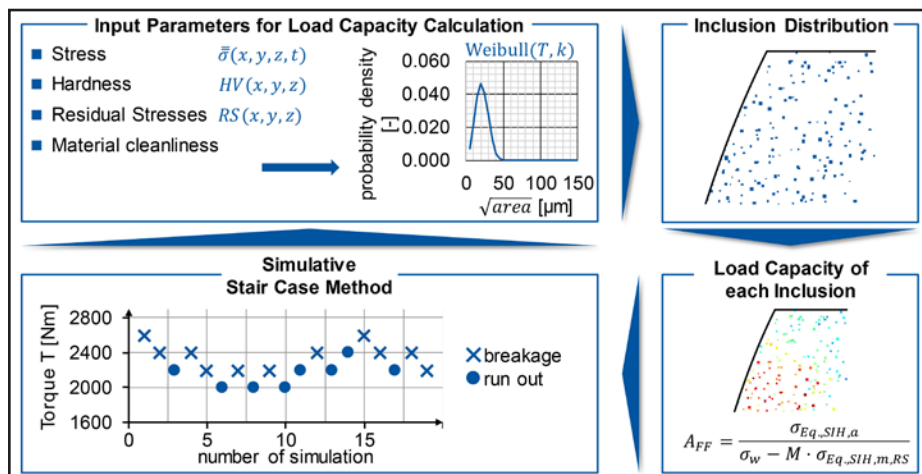 Input Parameters for Load Capacity Calculation
Stress
σ̿(x, y, z, t)
Hardness
HV(x, y, z)
Residual Stresses
RS(x, y, z)
Material cleanliness
Weibull(T, k)
probability density
[-]
0.060
0.040
0.020
0.000
0 50 100 150
√area [µm]
Inclusion Distribution
Simulative
Stair Case Method
Torque T [Nm]
2800
2400
2000
1600
0 5 10 15
number of simulation
breakage
run out
Load Capacity of
each Inclusion
A_FF = σ_Eq.,SIH,a / σ_w − M · σ_Eq.,SIH,m,RS